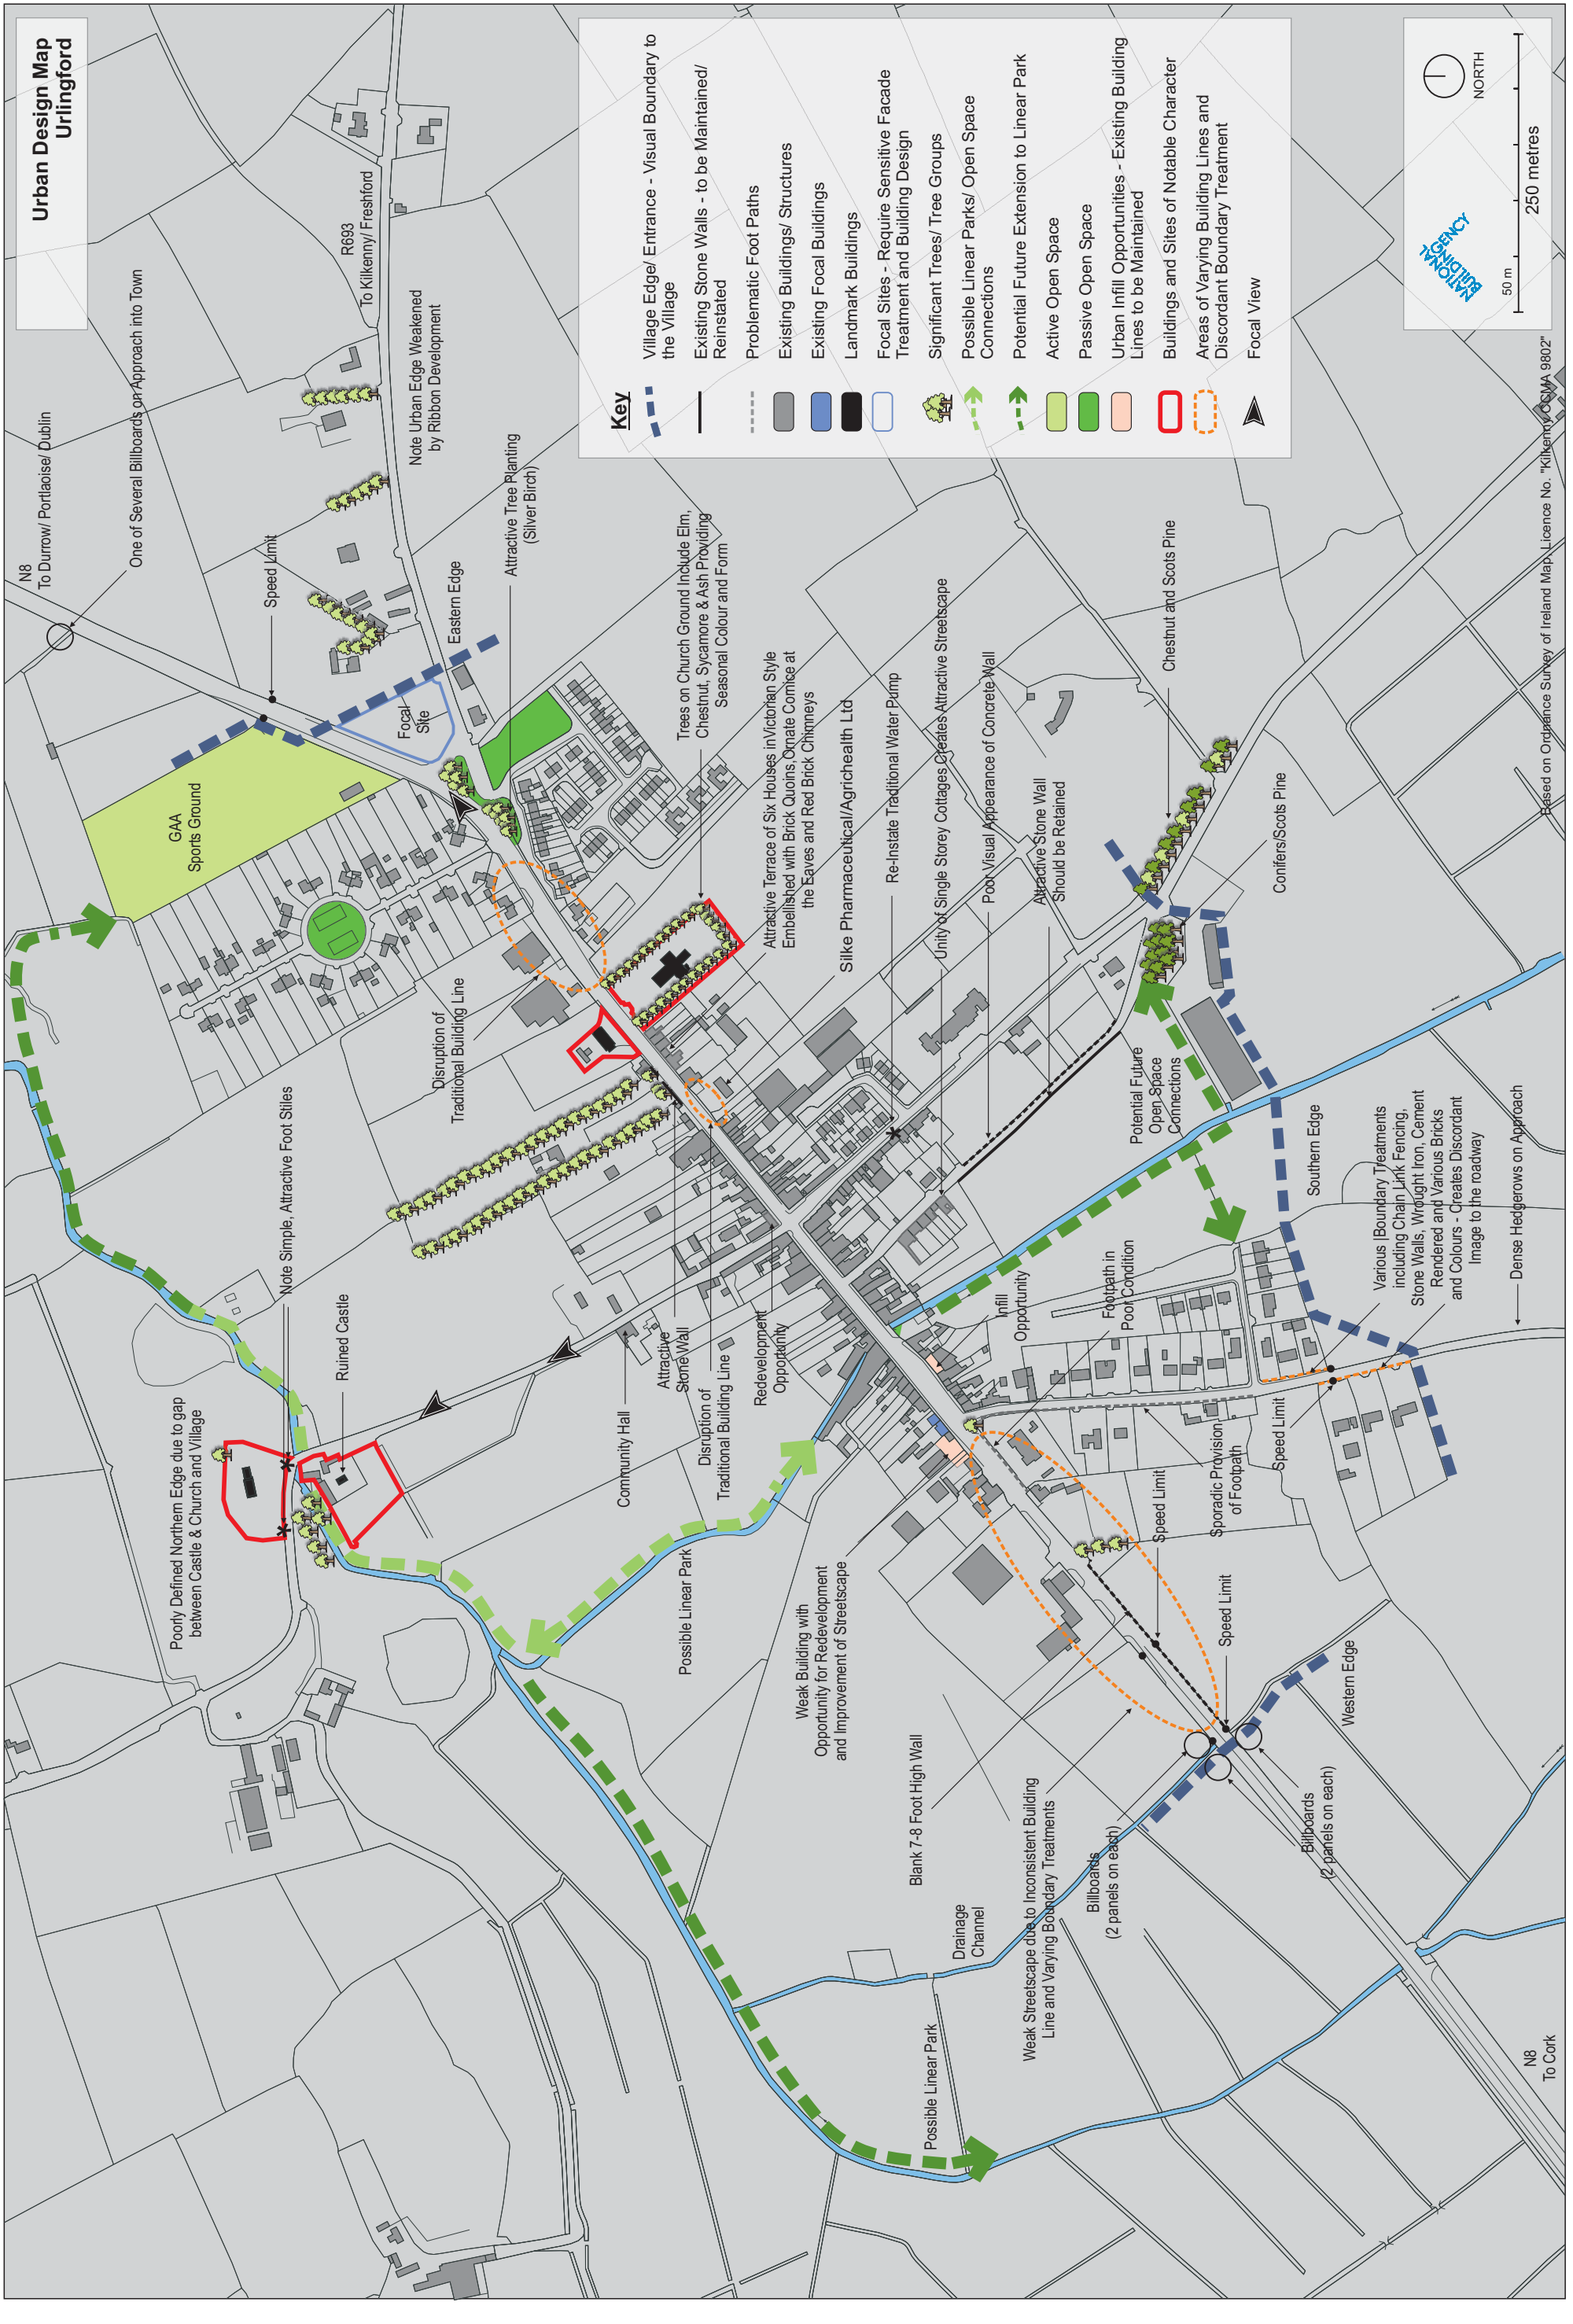 Urban Design Map
Urlingford
N8
To Durrow/ Portlaoise/ Dublin
One of Several Billboards on Approach into Town
R693
To Kilkenny/ Freshford
Speed Limit
Note Urban Edge Weakened
by Ribbon Development
Eastern Edge
Attractive Tree Planting
(Silver Birch)
Focal
Site
GAA
Sports Ground
Trees on Church Ground Include Elm,
Chestnut, Sycamore & Ash Providing
Seasonal Colour and Form
Attractive Terrace of Six Houses inVictorian Style
Embellished with Brick Quoins,Ornate Cornice at
the Eaves and Red Brick Chimneys
Silke Pharmaceutical/Agrichealth Ltd
Re-Instate Traditional Water Pump
Unity of Single Storey Cottages Creates Attractive Streetscape
Poor Visual Appearance of Concrete Wall
Attractive Stone Wall
Should be Retained
Chestnut and Scots Pine
Conifers/Scots Pine
Disruption of
Traditional Building Line
Note Simple, Attractive Foot Stiles
Ruined Castle
Poorly Defined Northern Edge due to gap
between Castle & Church and Village
Community Hall
Attractive
Stone Wall
Disruption of
Traditional Building Line
Redevelopment
Opportunity
Potential Future
Open Space
Connections
Southern Edge
Various |Boundary Treatments
including Chain Link Fencing,
Stone Walls, Wrought Iron, Cement
Rendered and Various Bricks
and Colours - Creates Discordant
Image to the roadway
Dense Hedgerows on Approach
Infill
Opportunity
Footpath in
Poor Condition
Speed Limit
Sporadic Provision
of Footpath
Speed Limit
Speed Limit
Western Edge
Possible Linear Park
Weak Building with
Opportunity for Redevelopment
and Improvement of Streetscape
Blank 7-8 Foot High Wall
Weak Streetscape due to Inconsistent Building
Line and Varying Boundary Treatments
Billboards
(2 panels on each)
Billboards
(2 panels on each)
Drainage
Channel
Possible Linear Park
N8
To Cork
Key
Village Edge/ Entrance - Visual Boundary to
the Village
Existing Stone Walls - to be Maintained/
Reinstated
Problematic Foot Paths
Existing Buildings/ Structures
Existing Focal Buildings
Landmark Buildings
Focal Sites - Require Sensitive Facade
Treatment and Building Design
Significant Trees/ Tree Groups
Possible Linear Parks/ Open Space
Connections
Potential Future Extension to Linear Park
Active Open Space
Passive Open Space
Urban Infill Opportunities - Existing Building
Lines to be Maintained
Buildings and Sites of Notable Character
Areas of Varying Building Lines and
Discordant Boundary Treatment
Focal View
NATIONAL
BUILDING
AGENCY
NORTH
50 m
250 metres
Based on Ordnance Survey of Ireland Map, Licence No. "Kilkenny CCMA 9802"